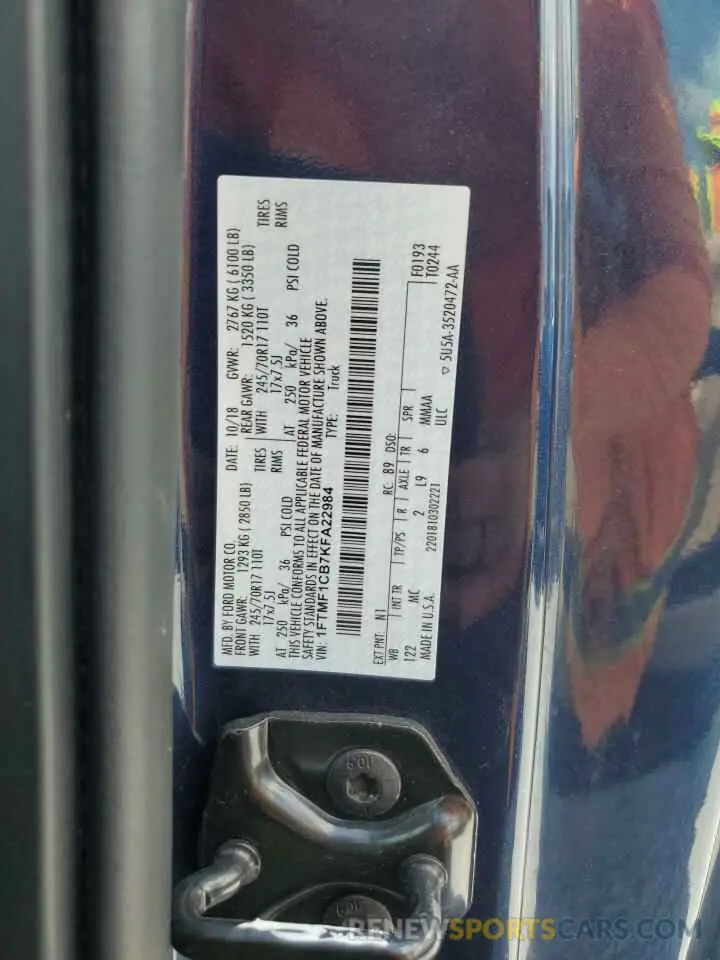 MFD. BY FORD MOTOR CO.
DATE: 10/18 GVWR: 2767 KG ( 6100 LB)
FRONT GAWR: 1293 KG ( 2850 LB)
REAR GAWR: 1520 KG ( 3350 LB)
WITH 245/70R17 110T TIRES
WITH 245/70R17 110T TIRES
17x7.5J RIMS
17x7.5J RIMS
AT 250 kPa/ 36 PSI COLD
AT 250 kPa/ 36 PSI COLD
THIS VEHICLE CONFORMS TO ALL APPLICABLE FEDERAL MOTOR VEHICLE
SAFETY STANDARDS IN EFFECT ON THE DATE OF MANUFACTURE SHOWN ABOVE.
VIN: 1FTMF1CB7KFA22984
TYPE: Truck
EXT PNT: N1 RC: B9 DSO:
WB INT TR TP/PS R AXLE TR SPR
F0193
122 MC 2 L9 6 MMAA
T0244
MADE IN U.S.A. 2201810302221 ULC
5U5A-3520472-AA
10.9
RENEWSPORTSCARS.COM